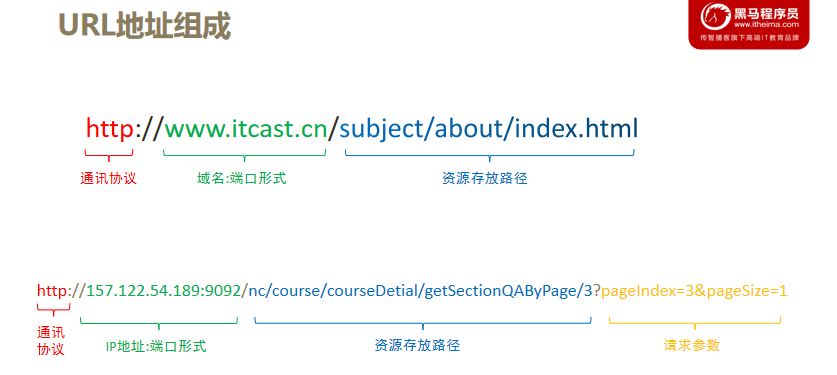 URL地址组成
黑马程序员
www.itheima.com
传智播客旗下高端IT教育品牌
http://www.itcast.cn/subject/about/index.html
通讯协议 域名:端口形式 资源存放路径
http://157.122.54.189:9092/nc/course/courseDetial/getSectionQAByPage/3?pageIndex=3&pageSize=1
通讯
协议
IP地址:端口形式 资源存放路径 请求参数